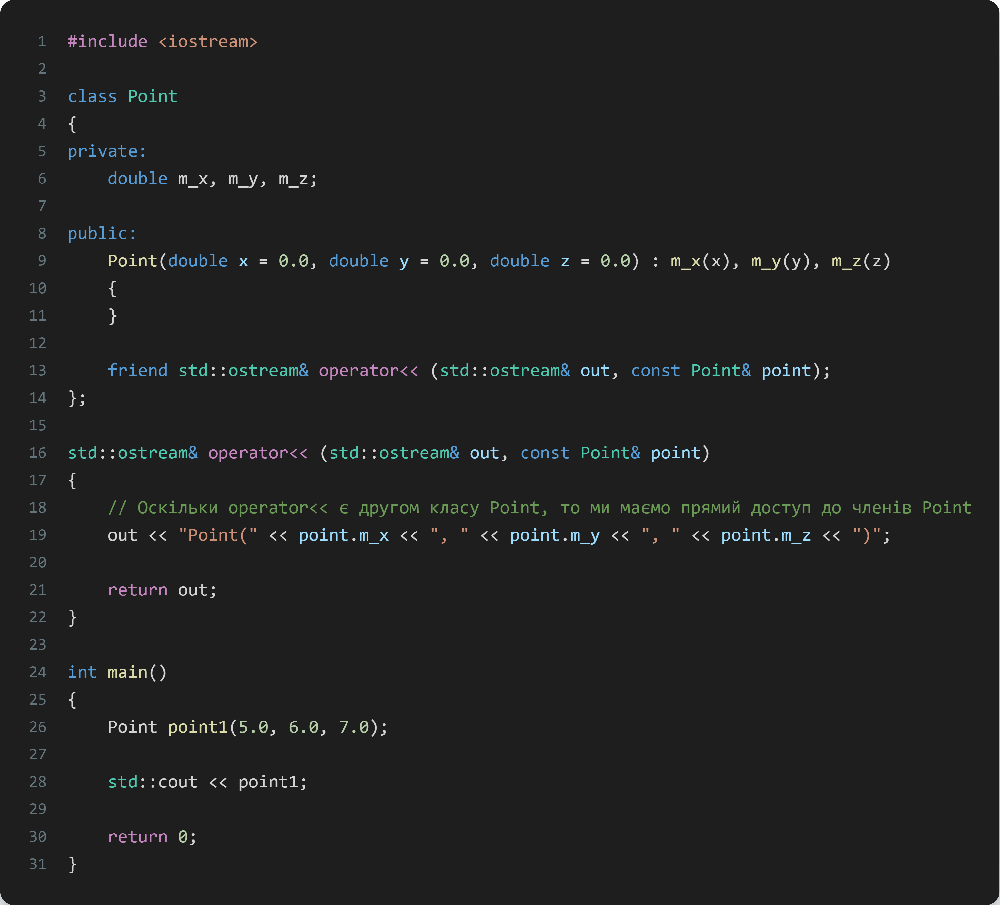 1 #include <iostream>
2
3 class Point
4 {
5 private:
6     double m_x, m_y, m_z;
7
8 public:
9     Point(double x = 0.0, double y = 0.0, double z = 0.0) : m_x(x), m_y(y), m_z(z)
10     {
11     }
12
13     friend std::ostream& operator<< (std::ostream& out, const Point& point);
14 };
15
16 std::ostream& operator<< (std::ostream& out, const Point& point)
17 {
18     // Оскільки operator<< є другом класу Point, то ми маємо прямий доступ до членів Point
19     out << "Point(" << point.m_x << ", " << point.m_y << ", " << point.m_z << ")";
20
21     return out;
22 }
23
24 int main()
25 {
26     Point point1(5.0, 6.0, 7.0);
27
28     std::cout << point1;
29
30     return 0;
31 }